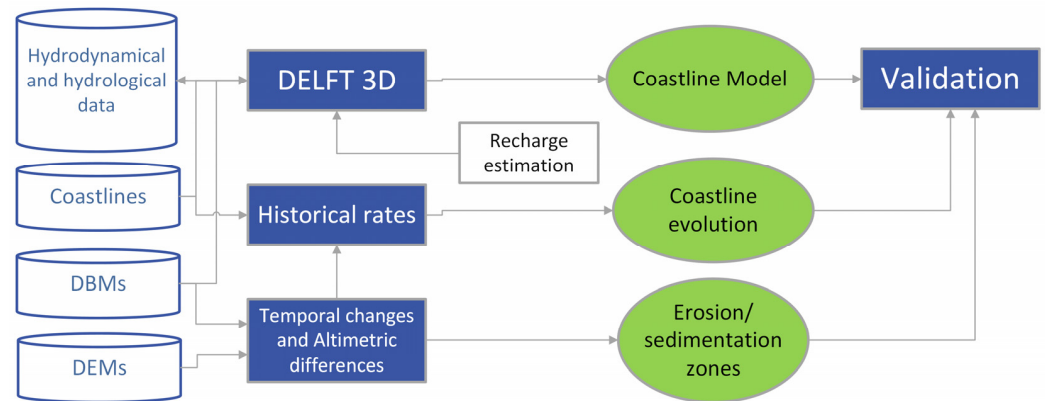 Hydrodynamical
and hydrological
data
DELFT 3D
Coastline Model
Validation
Recharge
estimation
Coastlines
Historical rates
Coastline
evolution
DBMs
Temporal changes
and Altimetric
differences
Erosion/
sedimentation
zones
DEMs